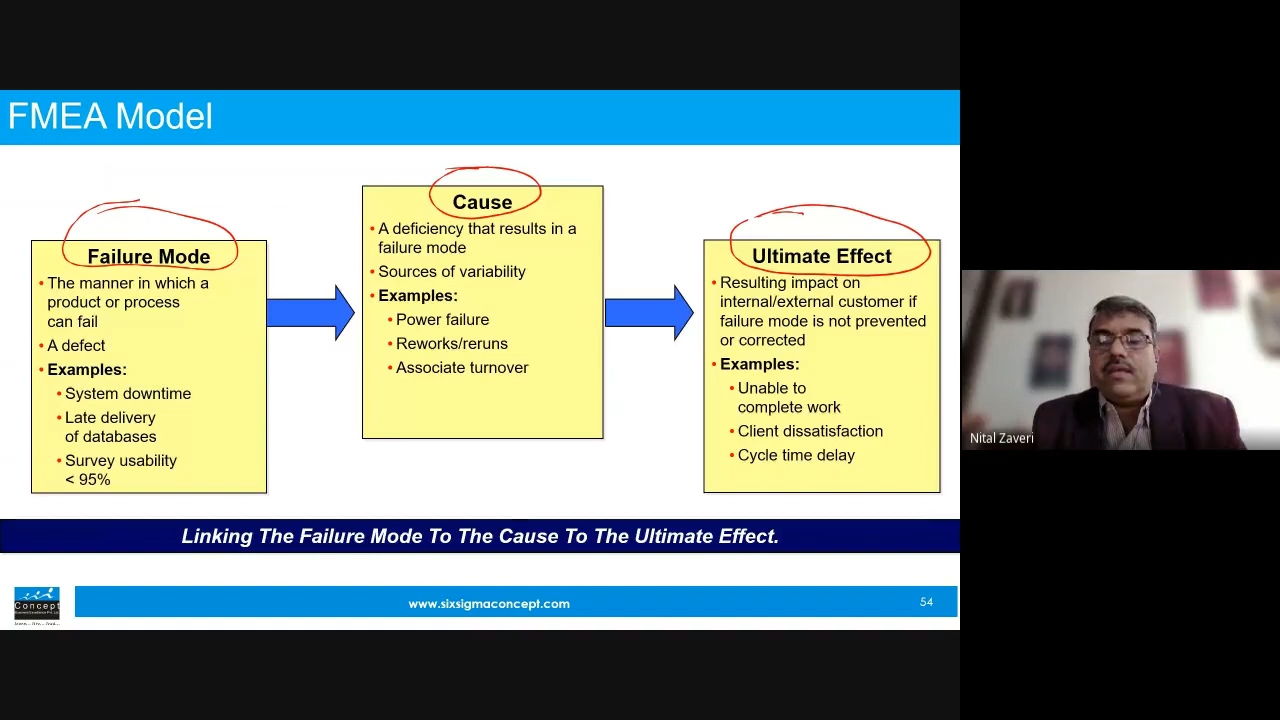 FMEA Model
Failure Mode
• The manner in which a
product or process
can fail
• A defect
• Examples:
• System downtime
• Late delivery
of databases
• Survey usability
< 95%
Cause
• A deficiency that results in a
failure mode
• Sources of variability
• Examples:
• Power failure
• Reworks/reruns
• Associate turnover
Ultimate Effect
• Resulting impact on
internal/external customer if
failure mode is not prevented
or corrected
• Examples:
• Unable to
complete work
• Client dissatisfaction
• Cycle time delay
Linking The Failure Mode To The Cause To The Ultimate Effect.
Concept
www.sixsigmaconcept.com
54
Nital Zaveri